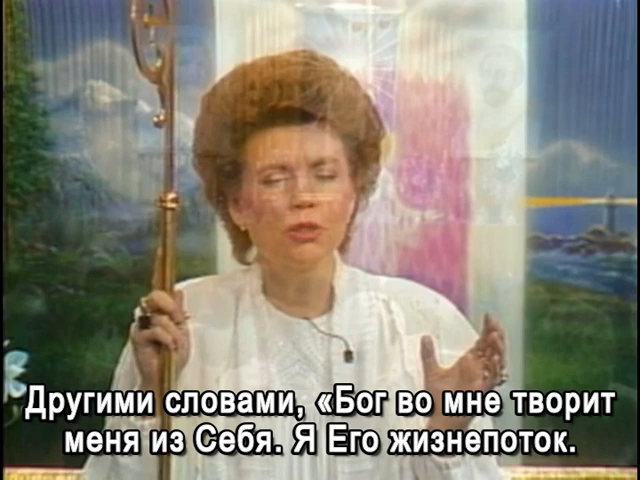 Другими словами, «Бог во мне творит
меня из Себя. Я Его жизнепоток.